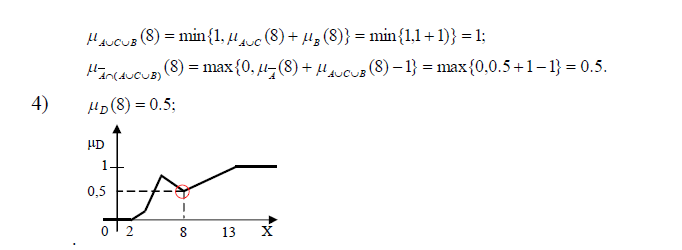 μ_{A∪C∪B}(8) = min{1, μ_{A∪C}(8) + μ_B(8)} = min{1,1+1)} = 1;
μ_{\overline{A}∩(A∪C∪B)}(8) = max{0, μ_{\overline{A}}(8) + μ_{A∪C∪B}(8) − 1} = max{0,0.5+1−1} = 0.5.
4) μ_D(8) = 0.5;
μD
1
0,5
0 2 8 13 X